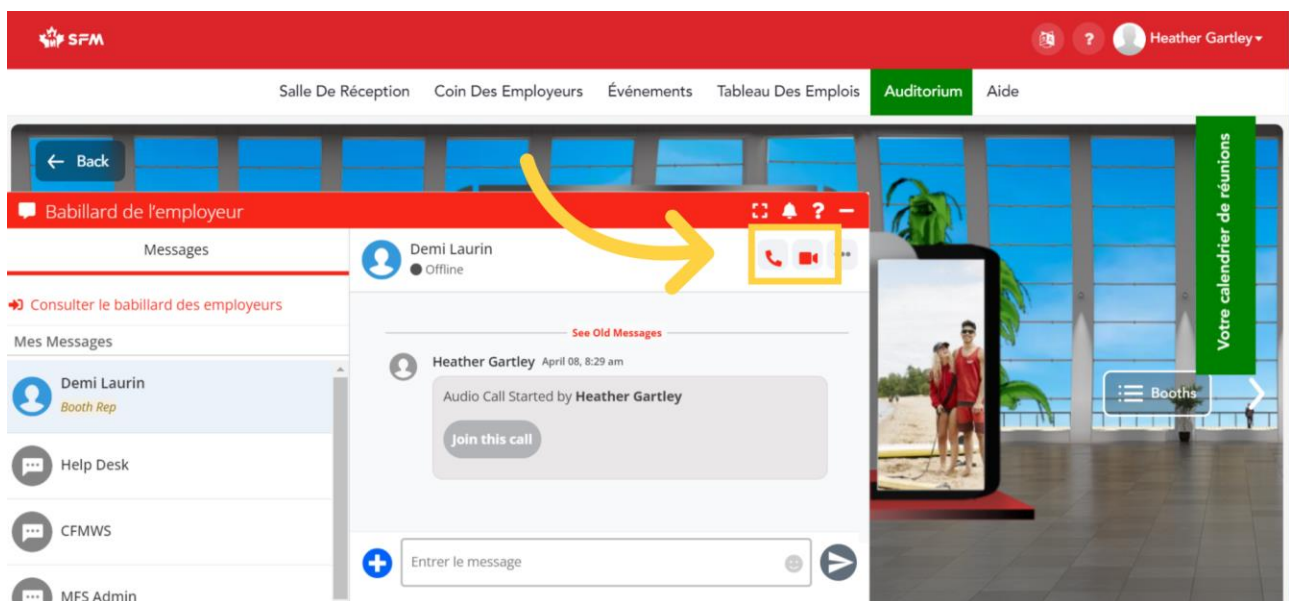 SFM
?
Heather Gartley
Salle De Réception Coin Des Employeurs Événements Tableau Des Emplois Auditorium Aide
Votre calendrier de réunions
← Back
Babillard de l'employeur
?
Messages
Consulter le babillard des employeurs
Mes Messages
Demi Laurin
Booth Rep
Help Desk
CFMWS
MFS Admin
Demi Laurin
Offline
See Old Messages
Heather Gartley April 08, 8:29 am
Audio Call Started by Heather Gartley
Join this call
Entrer le message
Booths